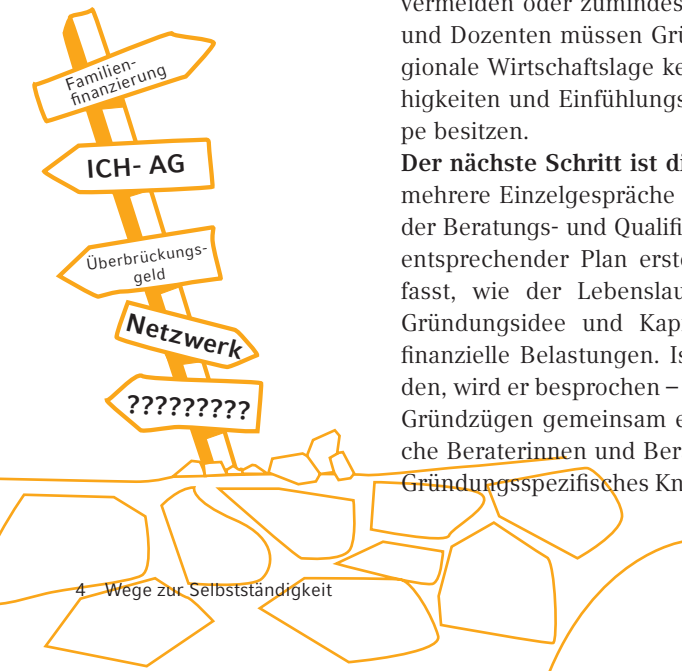 Familien-
finanzierung
ICH- AG
Überbrückungs-
geld
Netzwerk
?????????
vermeiden oder zumindes
und Dozenten müssen Grü
gionale Wirtschaftslage ke
higkeiten und Einfühlungs
pe besitzen.
Der nächste Schritt ist di
mehrere Einzelgespräche
der Beratungs- und Qualifi
entsprechender Plan erste
fasst, wie der Lebenslau
Gründungsidee und Kap
finanzielle Belastungen. Is
den, wird er besprochen –
Gründzügen gemeinsam e
che Beraterinnen und Ber
Gründungsspezifisches Kn
4 Wege zur Selbstständigkeit